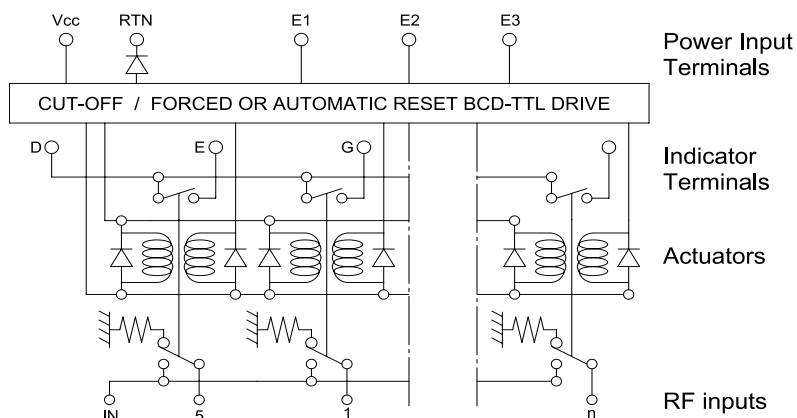 Vcc RTN E1 E2 E3
Power Input
Terminals
CUT-OFF / FORCED OR AUTOMATIC RESET BCD-TTL DRIVE
D E G
Indicator
Terminals
Actuators
IN 5 1 n
RF inputs